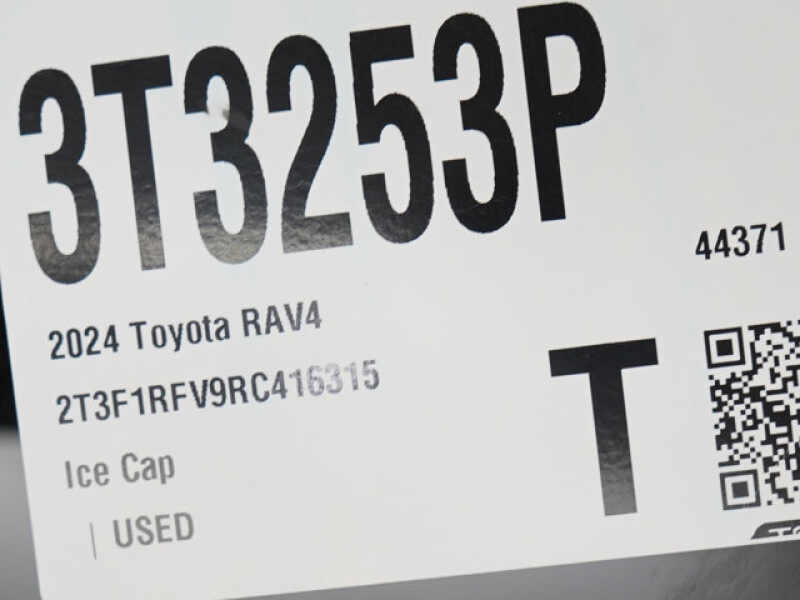 3T3253P
44371
2024 Toyota RAV4
2T3F1RFV9RC416315
T
Ice Cap
| USED